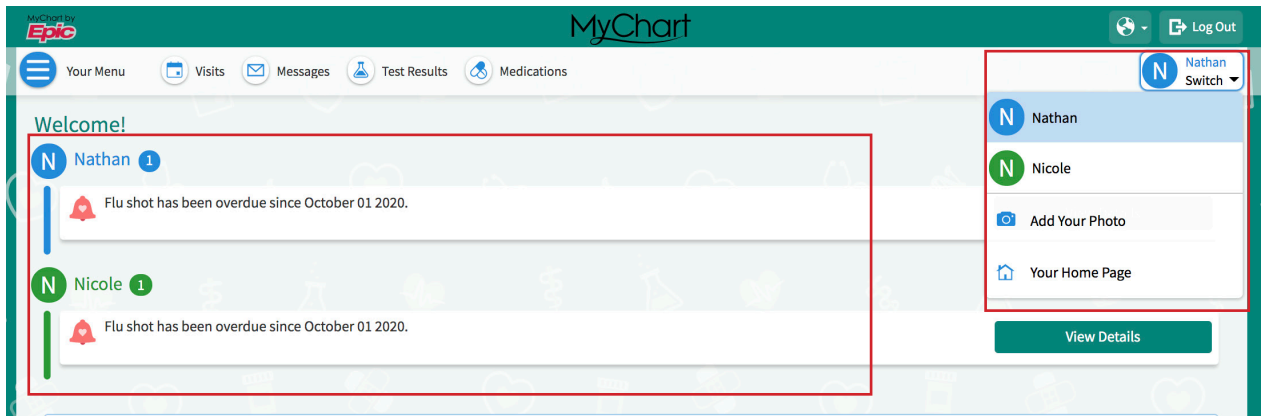 MyChart by
Epic
MyChart
Log Out
Your Menu
Visits
Messages
Test Results
Medications
N
Nathan
Switch
Welcome!
N
Nathan
1
Flu shot has been overdue since October 01 2020.
N
Nicole
1
Flu shot has been overdue since October 01 2020.
View Details
N
Nathan
N
Nicole
Add Your Photo
Your Home Page